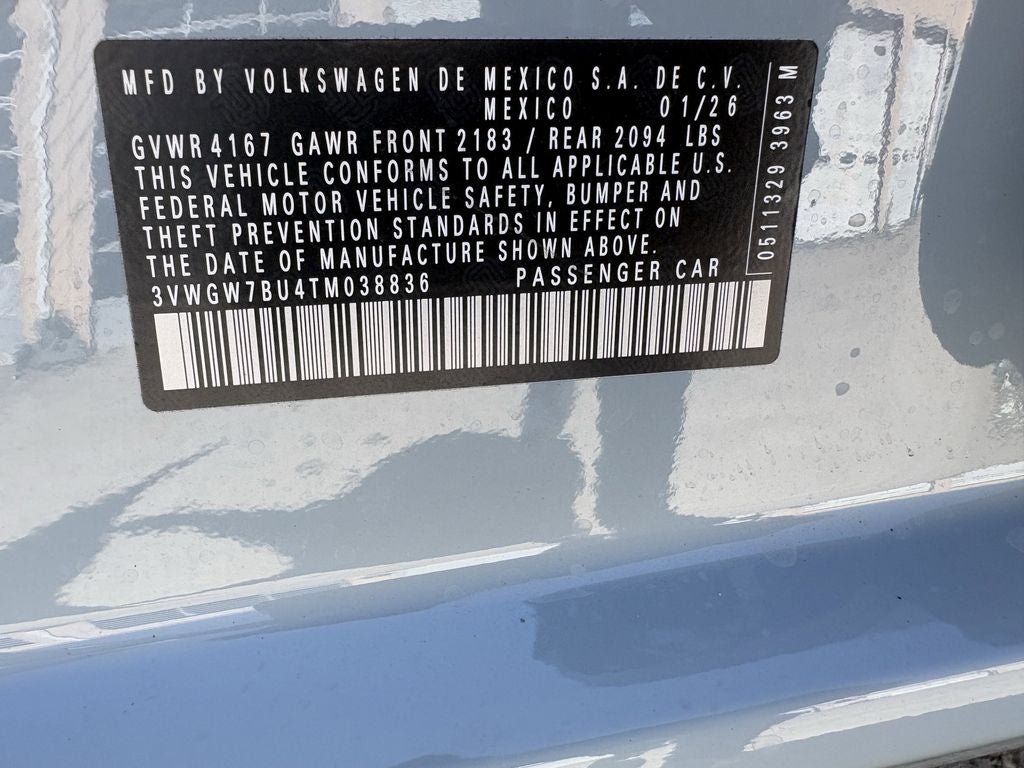 MFD BY VOLKSWAGEN DE MEXICO S.A. DE C.V.
MEXICO 01/26
GVWR 4167 GAWR FRONT 2183 / REAR 2094 LBS
THIS VEHICLE CONFORMS TO ALL APPLICABLE U.S.
FEDERAL MOTOR VEHICLE SAFETY, BUMPER AND
THEFT PREVENTION STANDARDS IN EFFECT ON
THE DATE OF MANUFACTURE SHOWN ABOVE.
3VWGW7BU4TM038836 PASSENGER CAR
0511329 3963 M